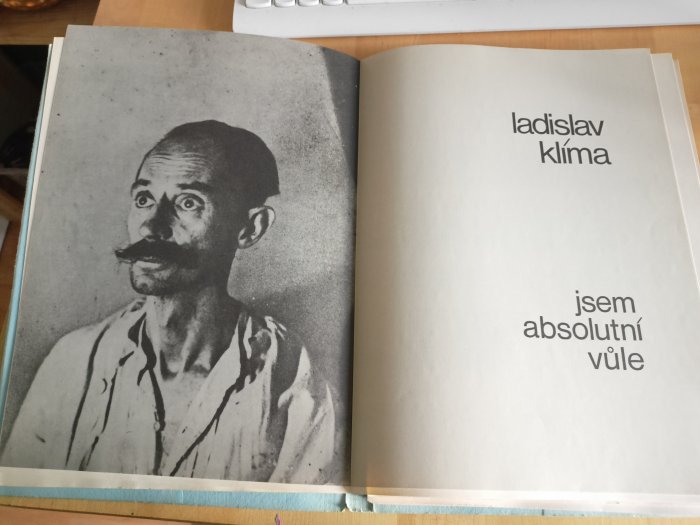 ladislav
klíma
jsem
absolutní
vůle